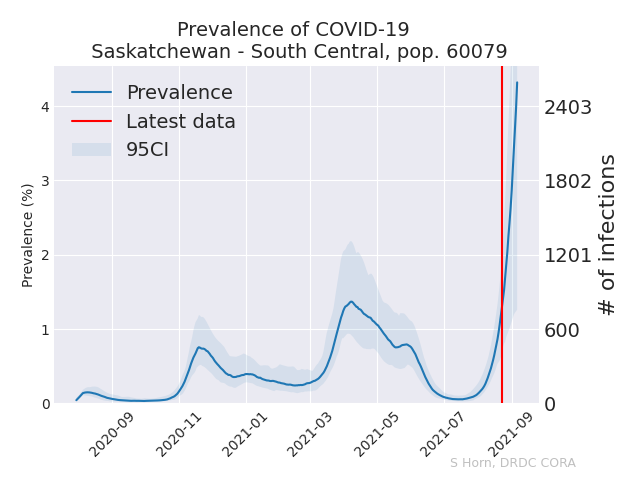 Prevalence of COVID-19
Saskatchewan - South Central, pop. 60079
Prevalence
Latest data
95CI
Prevalence (%)
4
3
2
1
0
2403
1802
1201
600
0
# of infections
2020-09
2020-11
2021-01
2021-03
2021-05
2021-07
2021-09
S Horn, DRDC CORA